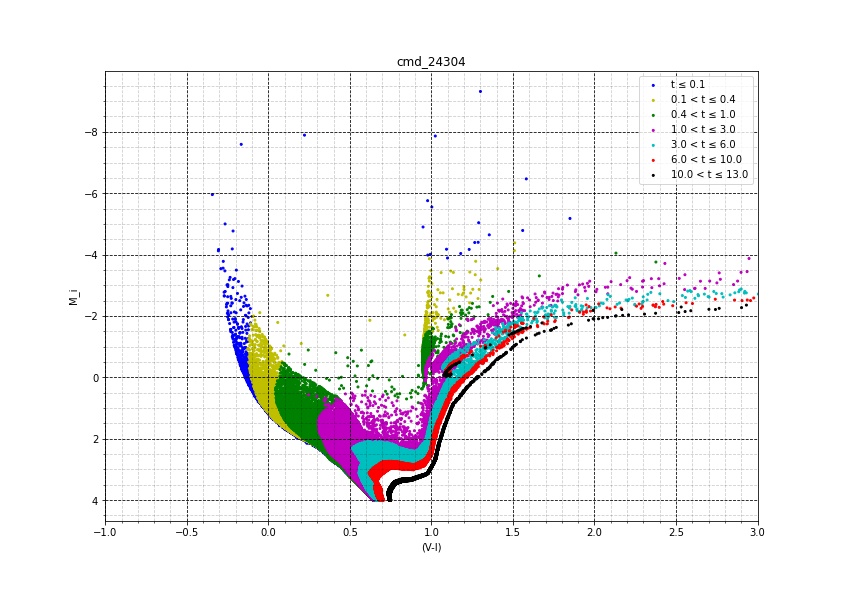 cmd_24304
t ≤ 0.1
0.1 < t ≤ 0.4
0.4 < t ≤ 1.0
1.0 < t ≤ 3.0
3.0 < t ≤ 6.0
6.0 < t ≤ 10.0
10.0 < t ≤ 13.0
−8
−6
−4
−2
0
2
4
M_i
−1.0 −0.5 0.0 0.5 1.0 1.5 2.0 2.5 3.0
(V-I)